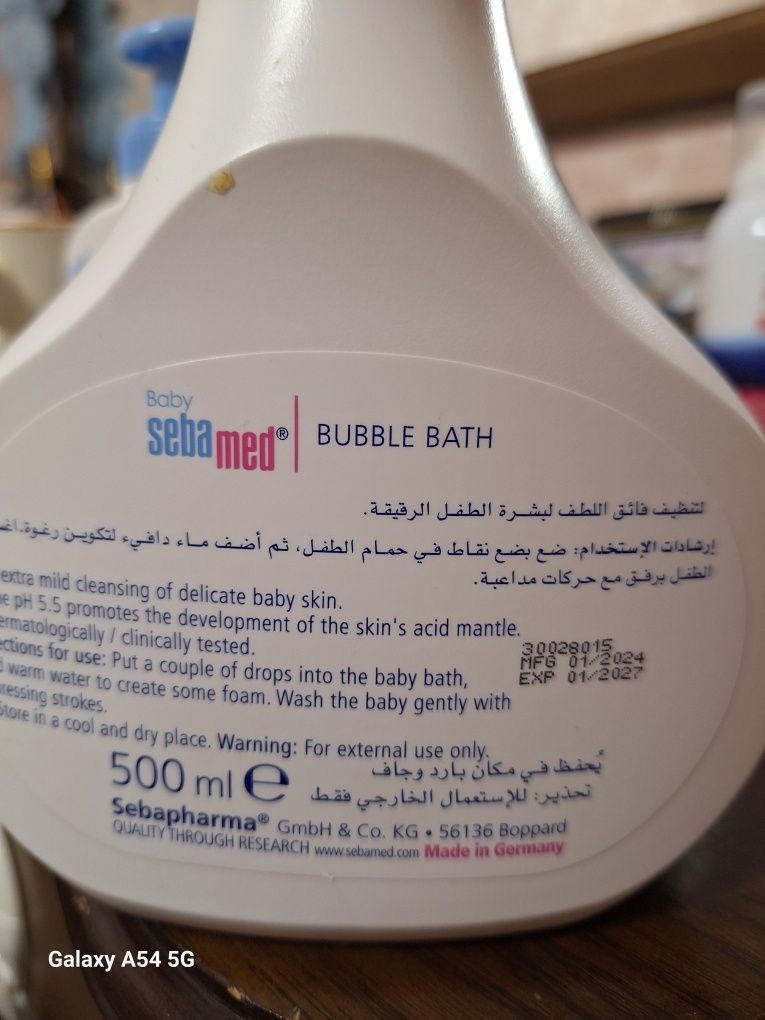 Baby
sebamed® BUBBLE BATH
لتنظيف فائق اللطف لبشرة الطفل الرقيقة.
إرشادات الإستخدام: ضع بضع نقاط في حمام الطفل، ثم أضف ماء دافيء لتكوين رغوة.
الطفل برفق مع حركات مداعبة.
extra mild cleansing of delicate baby skin.
pH 5.5 promotes the development of the skin's acid mantle.
ermatologically / clinically tested.
ections for use: Put a couple of drops into the baby bath,
warm water to create some foam. Wash the baby gently with
ressing strokes.
Store in a cool and dry place. Warning: For external use only.
30028015
MFG 01/2024
EXP 01/2027
يُحفظ في مكان بارد وجاف
تحذير: للإستعمال الخارجي فقط
500 ml e
Sebapharma® GmbH & Co. KG • 56136 Boppard
QUALITY THROUGH RESEARCH www.sebamed.com Made in Germany
Galaxy A54 5G